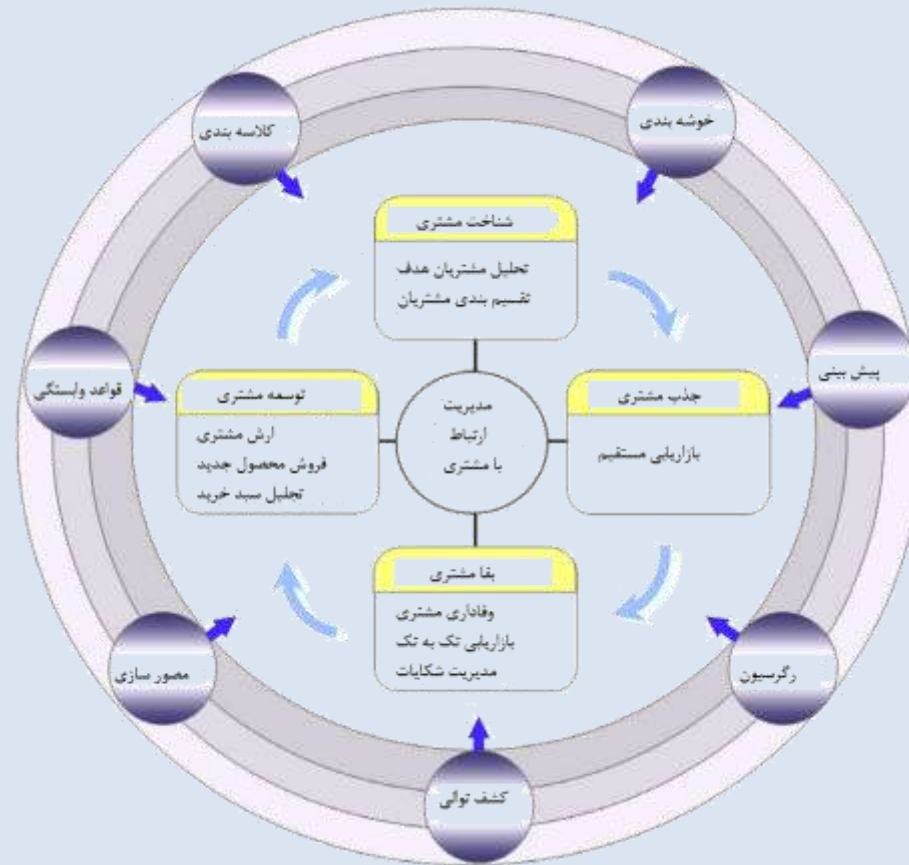 کلاسه بندی
خوشه بندی
شناخت مشتری
تحلیل مشتریان هدف
تقسیم بندی مشتریان
پیش بینی
جذب مشتری
بازاریابی مستقیم
مدیریت
ارتباط
با مشتری
قواعد وابستگی
توسعه مشتری
ارش مشتری
فروش محصول جدید
تجلیل سبد خرید
بقا مشتری
وفاداری مشتری
بازاریابی تک به تک
مدیریت شکایات
مصور سازی
رگرسیون
کشف توالی